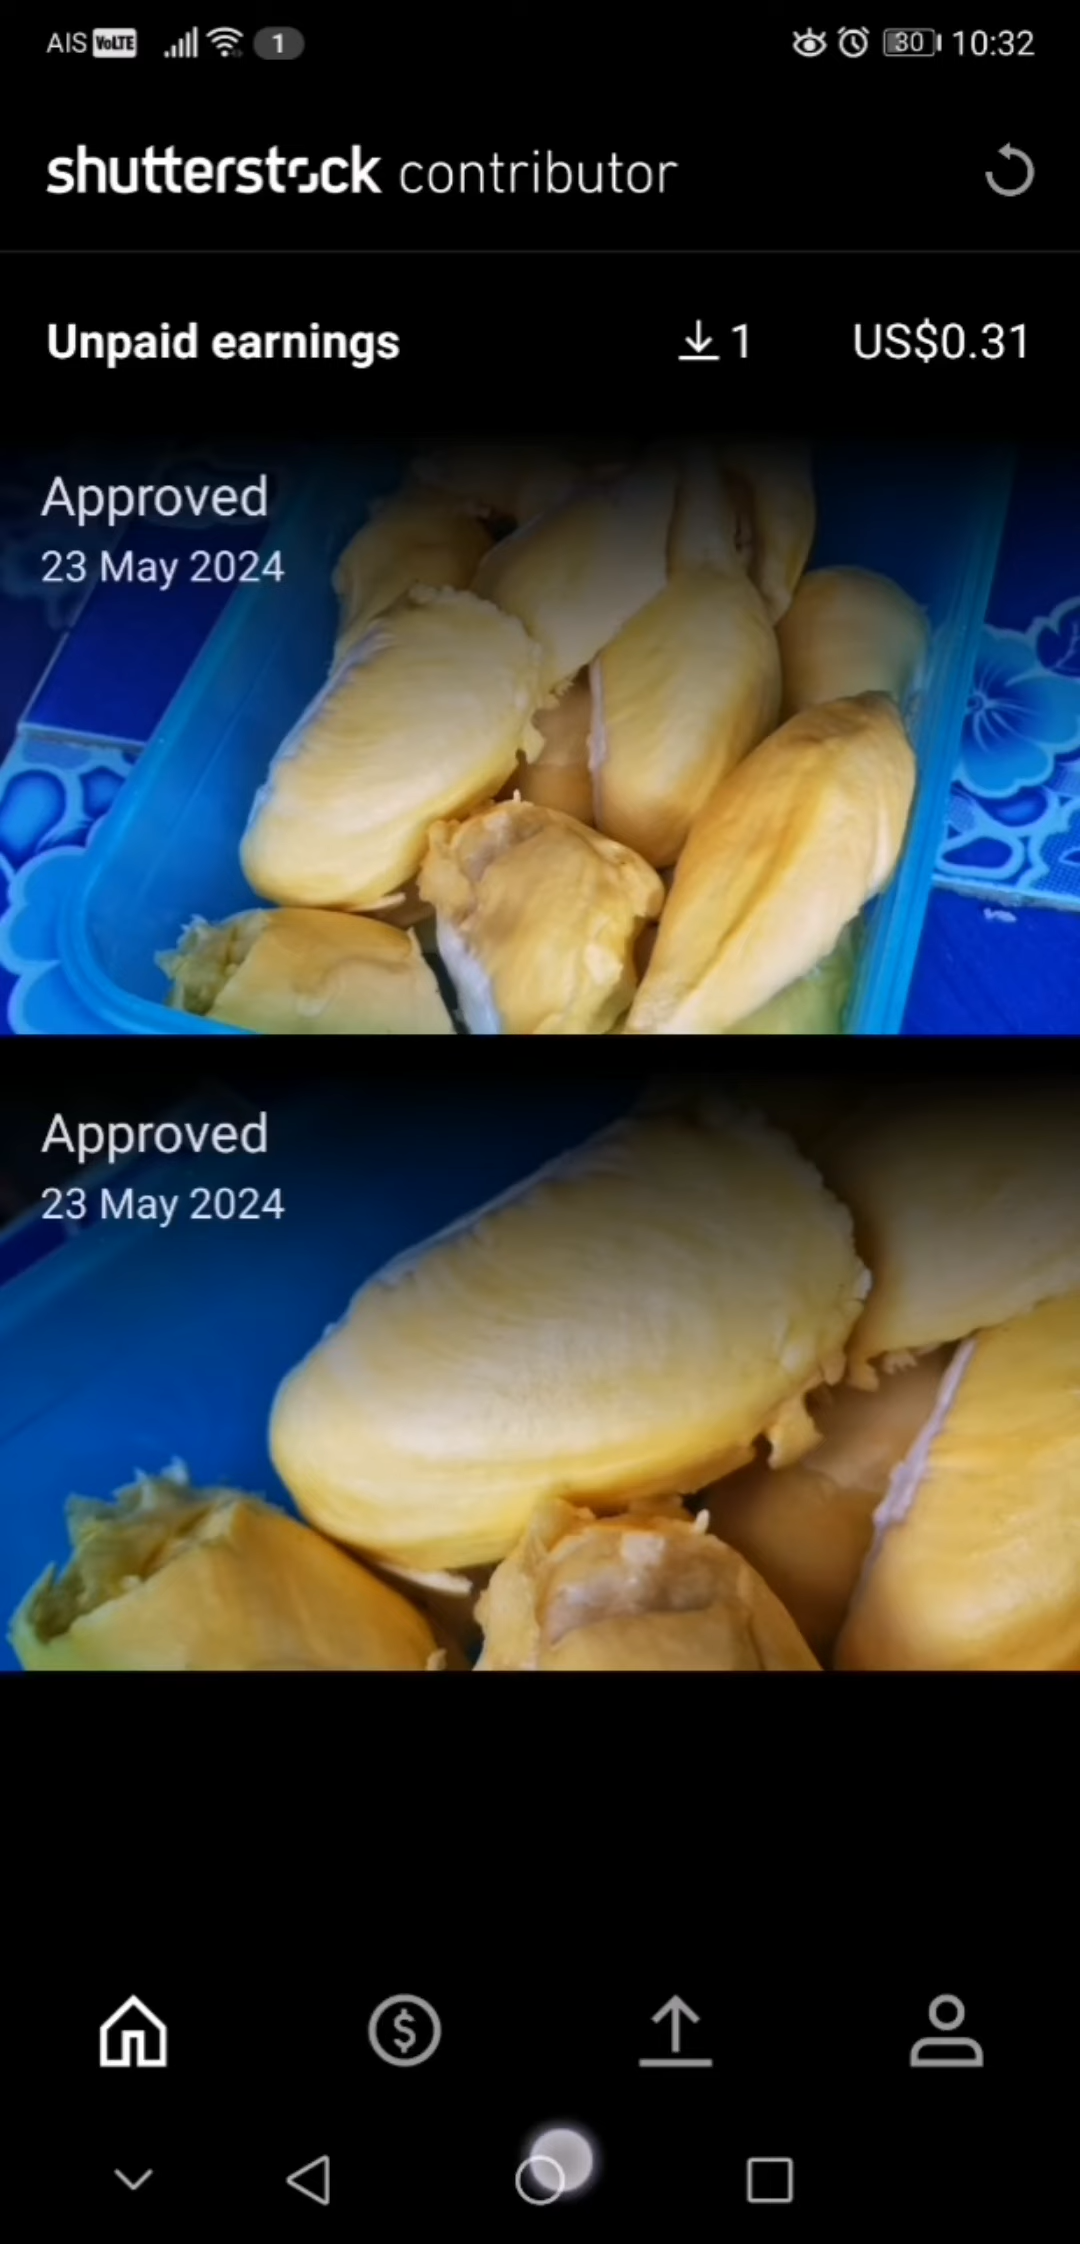 AIS VoLTE 1 30 10:32
shutterstock contributor
Unpaid earnings 1 US$0.31
Approved
23 May 2024
Approved
23 May 2024